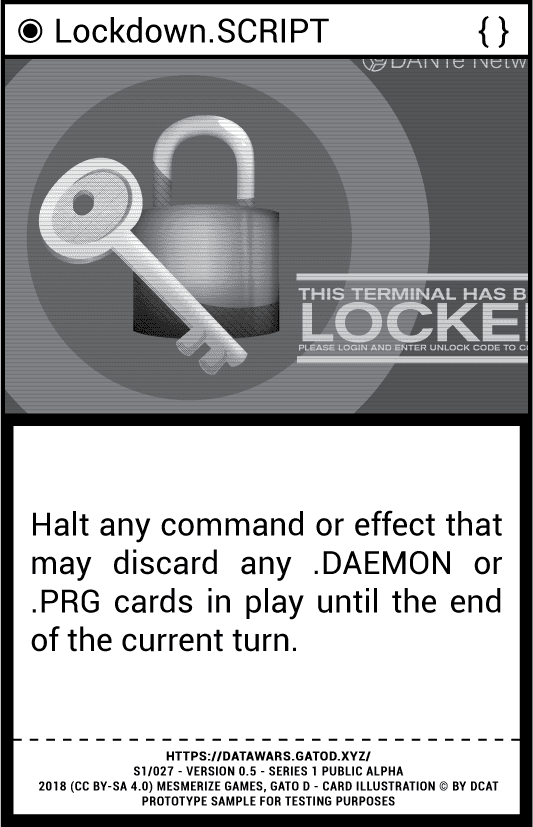 Lockdown.SCRIPT { }
DANTe Netw
THIS TERMINAL HAS B
LOCKE
PLEASE LOGIN AND ENTER UNLOCK CODE TO C
Halt any command or effect that
may discard any .DAEMON or
.PRG cards in play until the end
of the current turn.
HTTPS://DATAWARS.GATOD.XYZ/
S1/027 - VERSION 0.5 - SERIES 1 PUBLIC ALPHA
2018 (CC BY-SA 4.0) MESMERIZE GAMES, GATO D - CARD ILLUSTRATION © BY DCAT
PROTOTYPE SAMPLE FOR TESTING PURPOSES